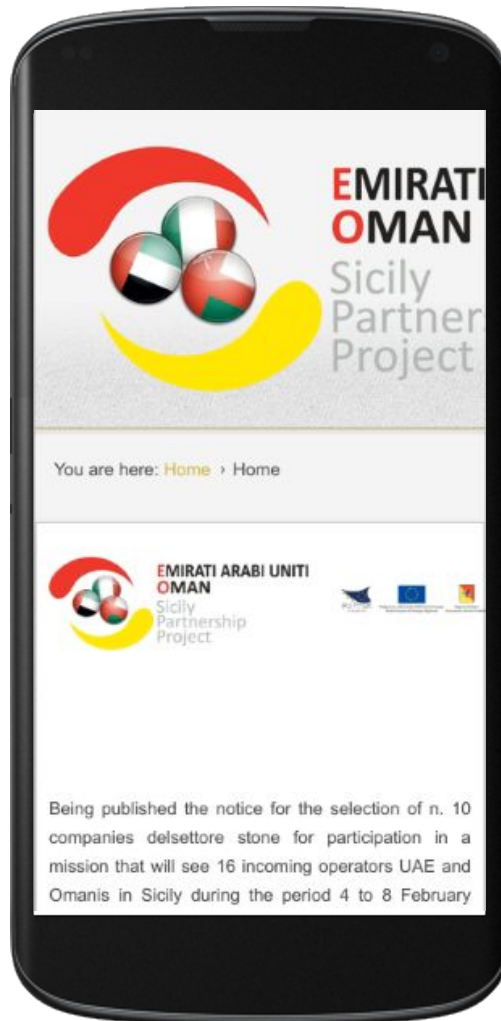 EMIRATI
OMAN
Sicily
Partner
Project
You are here: Home › Home
EMIRATI ARABI UNITI
OMAN
Sicily
Partnership
Project
Being published the notice for the selection of n. 10
companies delsettore stone for participation in a
mission that will see 16 incoming operators UAE and
Omanis in Sicily during the period 4 to 8 February